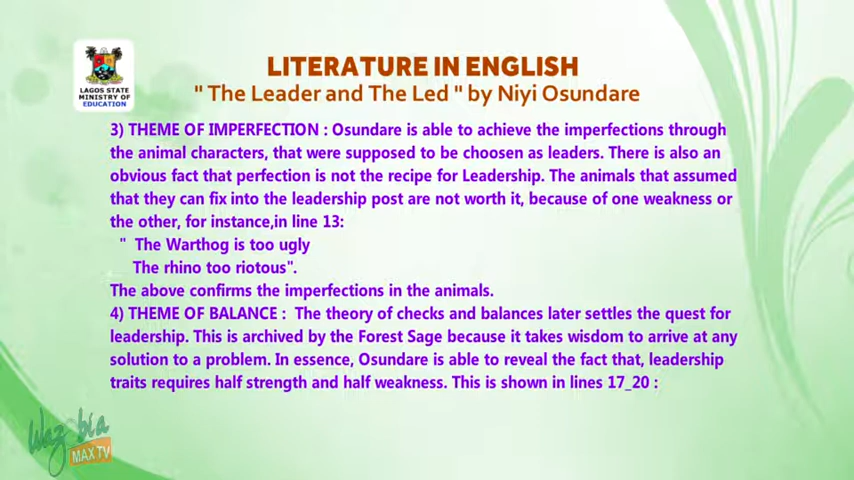 LAGOS STATE
MINISTRY OF
EDUCATION
LITERATURE IN ENGLISH
" The Leader and The Led " by Niyi Osundare
3) THEME OF IMPERFECTION : Osundare is able to achieve the imperfections through
the animal characters, that were supposed to be choosen as leaders. There is also an
obvious fact that perfection is not the recipe for Leadership. The animals that assumed
that they can fix into the leadership post are not worth it, because of one weakness or
the other, for instance,in line 13:
" The Warthog is too ugly
The rhino too riotous".
The above confirms the imperfections in the animals.
4) THEME OF BALANCE : The theory of checks and balances later settles the quest for
leadership. This is archived by the Forest Sage because it takes wisdom to arrive at any
solution to a problem. In essence, Osundare is able to reveal the fact that, leadership
traits requires half strength and half weakness. This is shown in lines 17_20 :
Wazobia
MAX TV